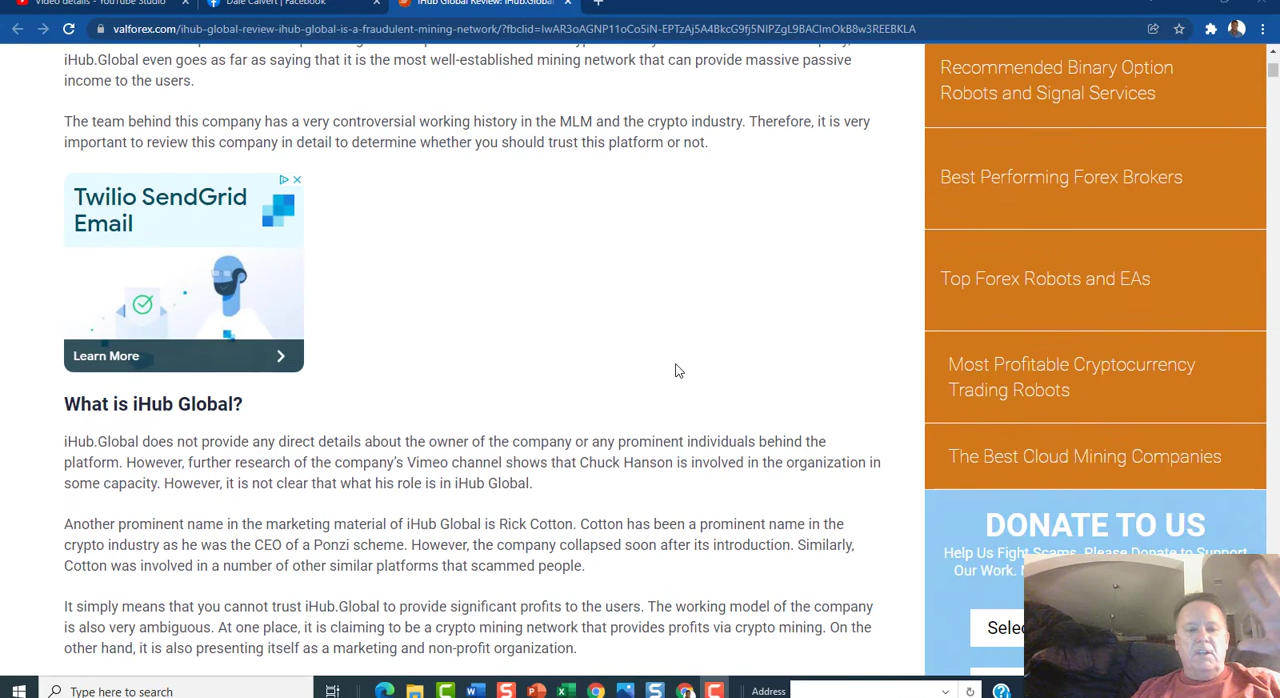 Video details - YouTube Studio
Dale Calvert | Facebook
iHub Global Review: iHub.Global
valforex.com/ihub-global-review-ihub-global-is-a-fraudulent-mining-network/?fbclid=IwAR3oAGNP11oCo5iN-EPTzAj5A4BkcG9fj5NIPZgL9BACImOkB8w3REEBKLA
iHub.Global even goes as far as saying that it is the most well-established mining network that can provide massive passive
income to the users.
The team behind this company has a very controversial working history in the MLM and the crypto industry. Therefore, it is very
important to review this company in detail to determine whether you should trust this platform or not.
Twilio SendGrid
Email
Learn More
What is iHub Global?
iHub.Global does not provide any direct details about the owner of the company or any prominent individuals behind the
platform. However, further research of the company's Vimeo channel shows that Chuck Hanson is involved in the organization in
some capacity. However, it is not clear that what his role is in iHub Global.
Another prominent name in the marketing material of iHub Global is Rick Cotton. Cotton has been a prominent name in the
crypto industry as he was the CEO of a Ponzi scheme. However, the company collapsed soon after its introduction. Similarly,
Cotton was involved in a number of other similar platforms that scammed people.
It simply means that you cannot trust iHub.Global to provide significant profits to the users. The working model of the company
is also very ambiguous. At one place, it is claiming to be a crypto mining network that provides profits via crypto mining. On the
other hand, it is also presenting itself as a marketing and non-profit organization.
Recommended Binary Option
Robots and Signal Services
Best Performing Forex Brokers
Top Forex Robots and EAs
Most Profitable Cryptocurrency
Trading Robots
The Best Cloud Mining Companies
DONATE TO US
Help Us Fight Scams. Please Donate to Support
Our Work.
Selec
Type here to search
Address